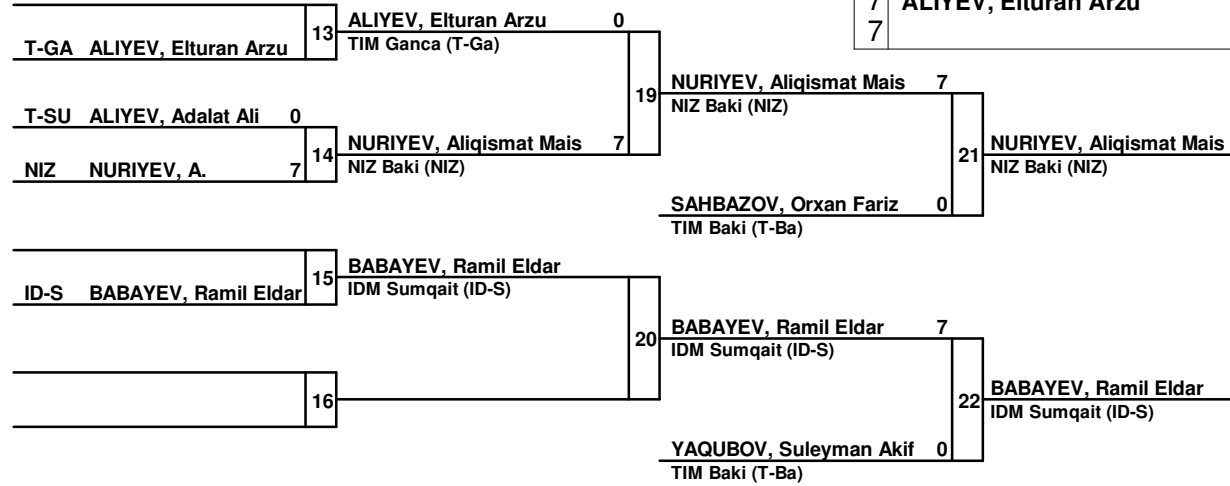 7 ALIYEV, Elturan Arzu
7
T-GA ALIYEV, Elturan Arzu
13
ALIYEV, Elturan Arzu 0
TIM Ganca (T-Ga)
T-SU ALIYEV, Adalat Ali 0
NIZ NURIYEV, A. 7
14
NURIYEV, Aliqismat Mais 7
NIZ Baki (NIZ)
19
NURIYEV, Aliqismat Mais 7
NIZ Baki (NIZ)
SAHBAZOV, Orxan Fariz 0
TIM Baki (T-Ba)
21
NURIYEV, Aliqismat Mais
NIZ Baki (NIZ)
ID-S BABAYEV, Ramil Eldar
15
BABAYEV, Ramil Eldar
IDM Sumqait (ID-S)
16
20
BABAYEV, Ramil Eldar 7
IDM Sumqait (ID-S)
YAQUBOV, Suleyman Akif 0
TIM Baki (T-Ba)
22
BABAYEV, Ramil Eldar
IDM Sumqait (ID-S)